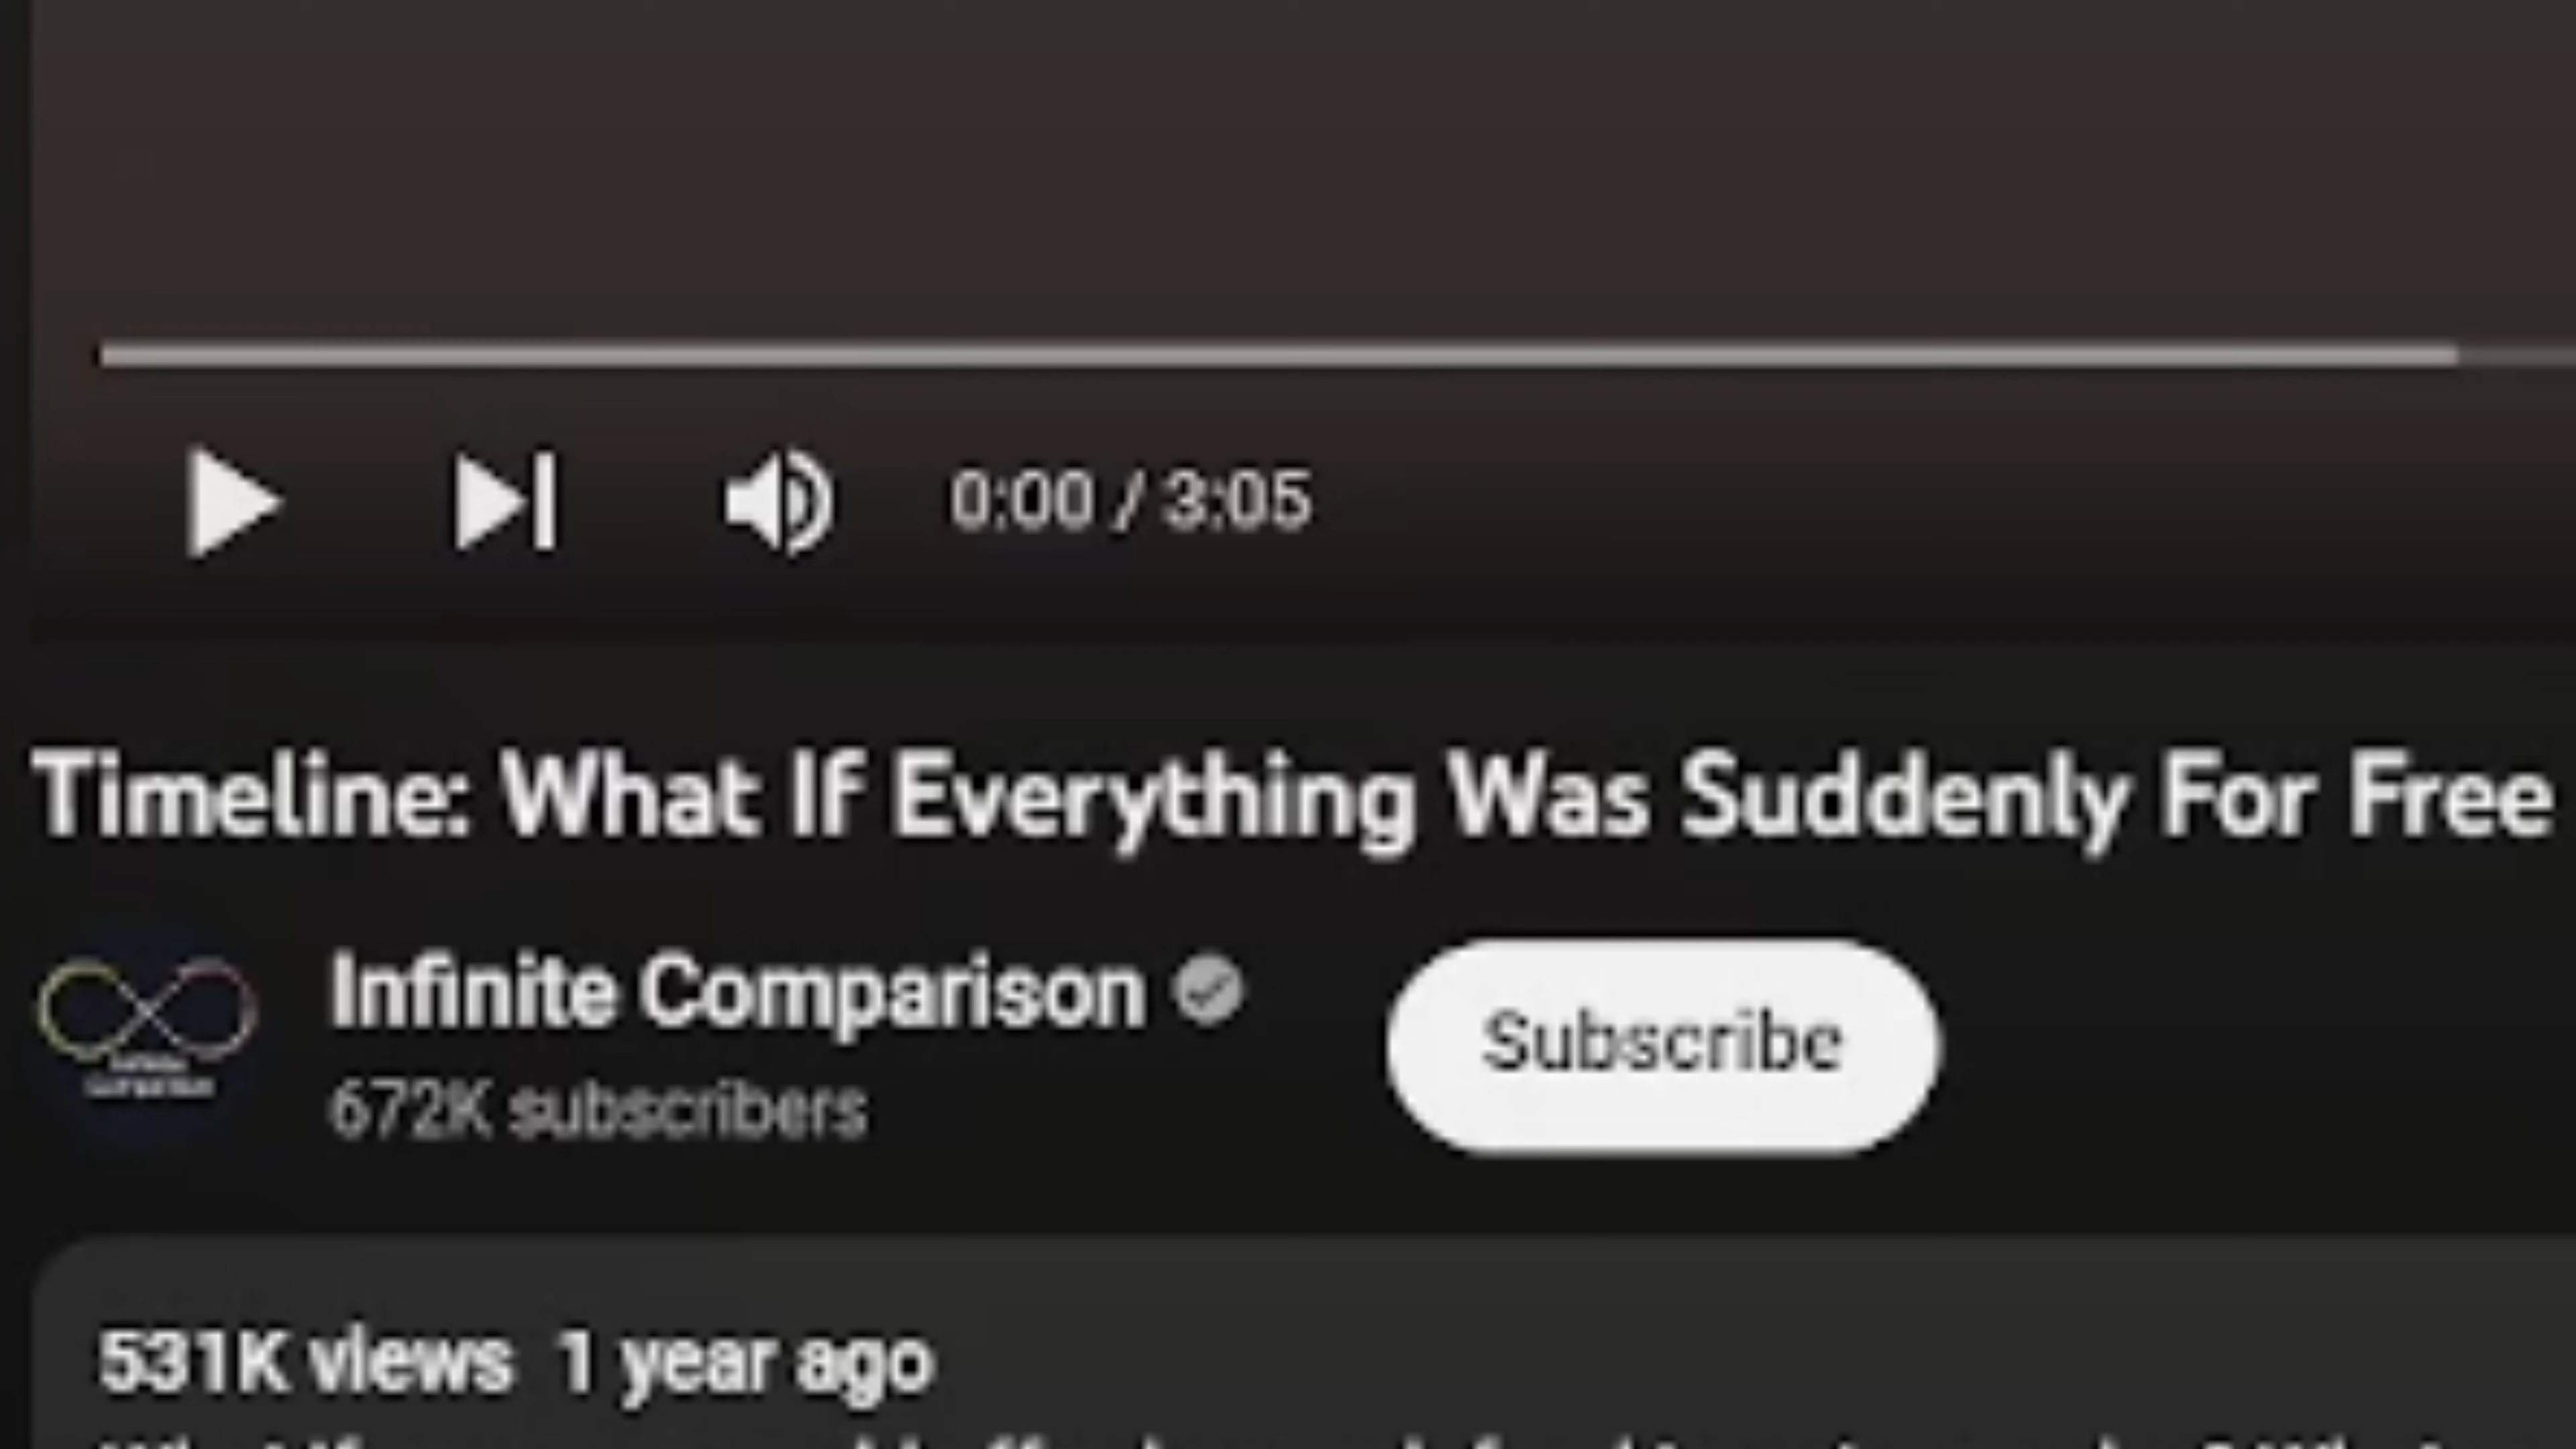 0:00 / 3:05
Timeline: What If Everything Was Suddenly For Free
Infinite Comparison
672K subscribers
Subscribe
531K views 1 year ago